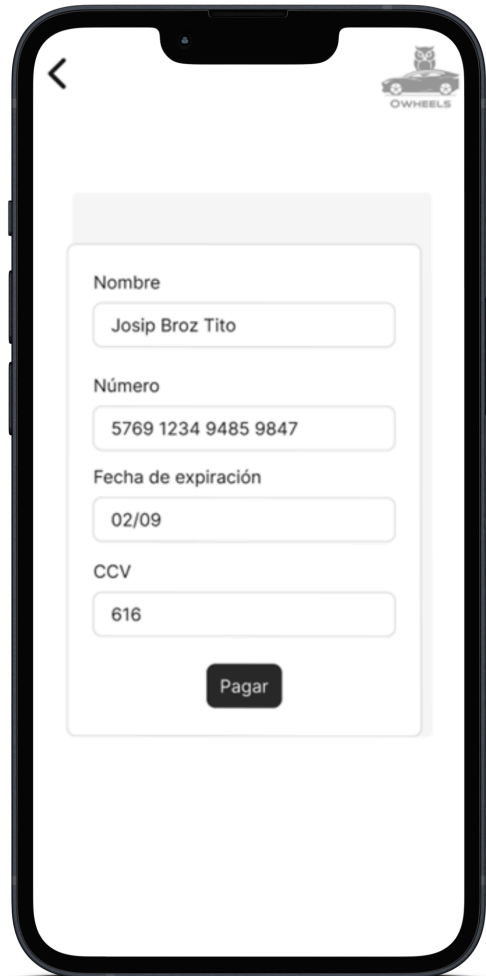 OWHEELS
Nombre
Josip Broz Tito
Número
5769 1234 9485 9847
Fecha de expiración
02/09
CCV
616
Pagar